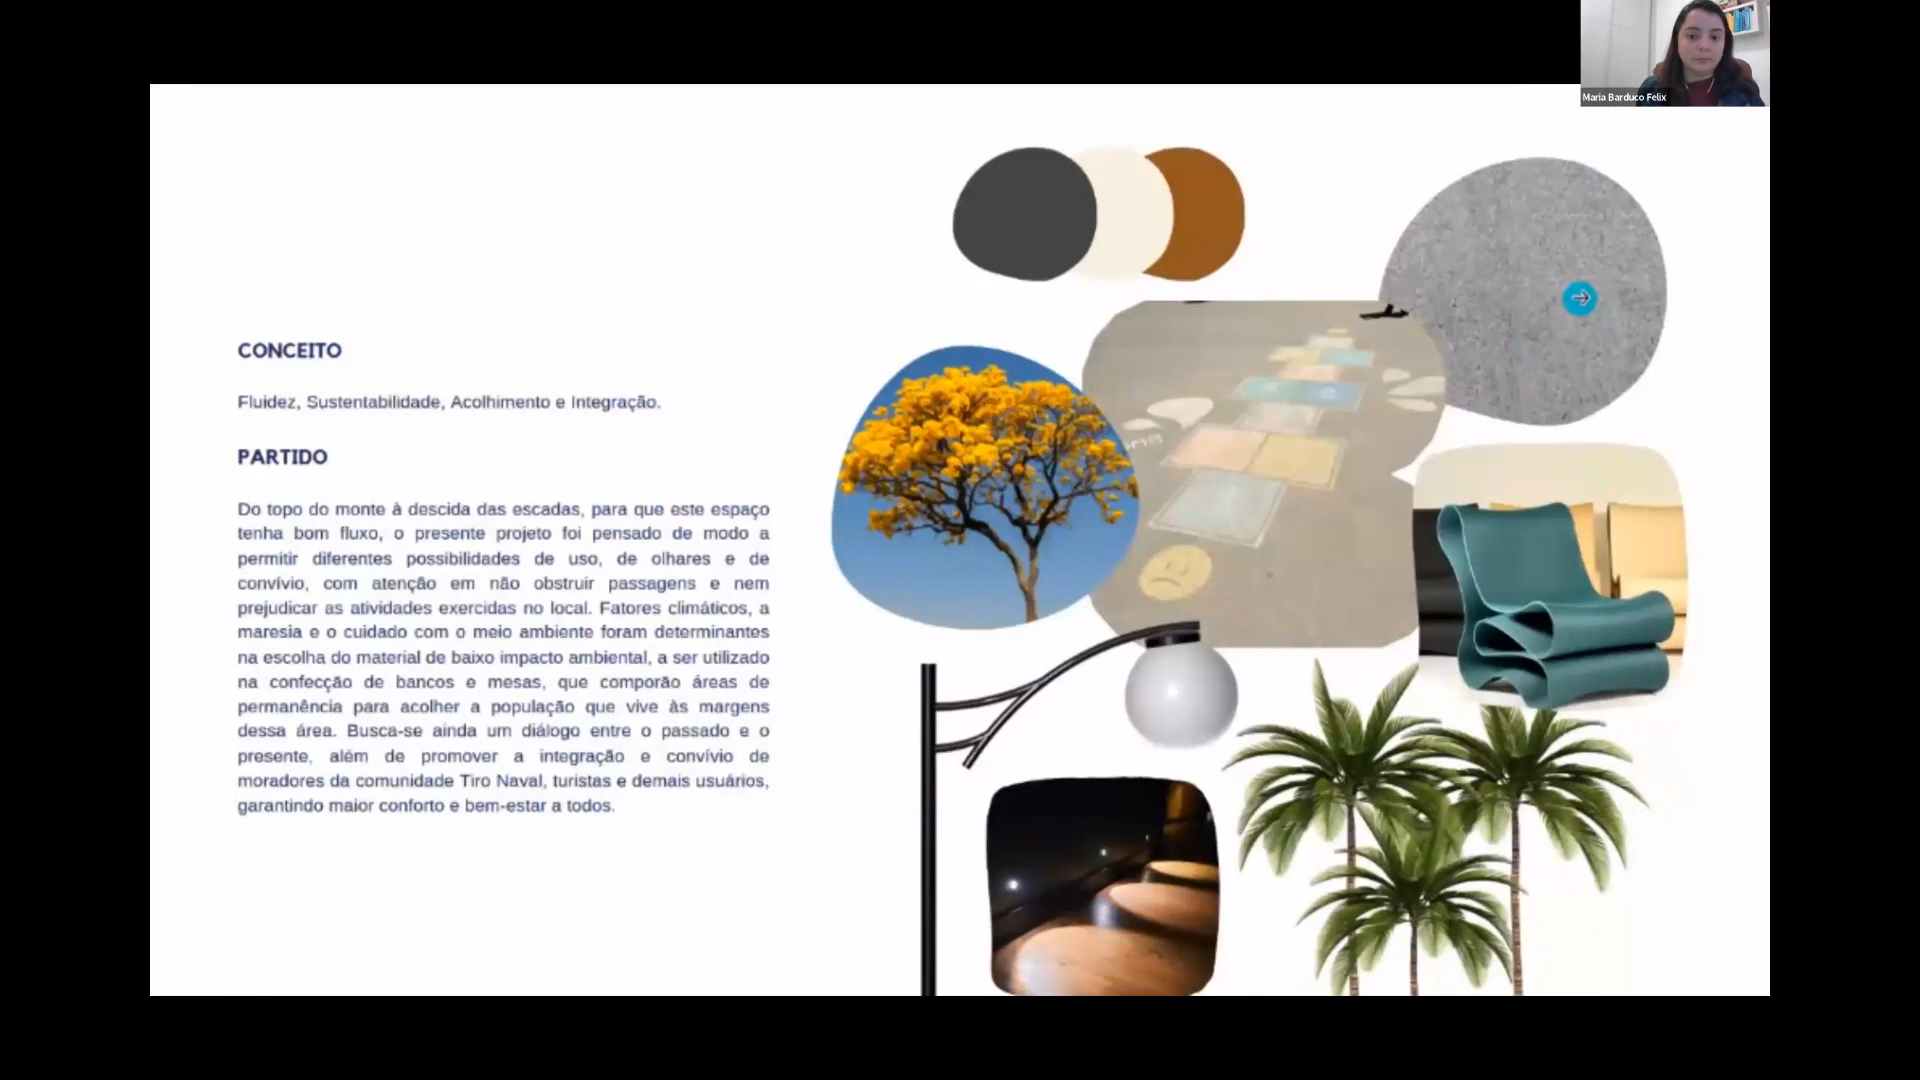 Maria Barduco Felix
CONCEITO
Fluidez, Sustentabilidade, Acolhimento e Integração.
PARTIDO
Do topo do monte à descida das escadas, para que este espaço
tenha bom fluxo, o presente projeto foi pensado de modo a
permitir diferentes possibilidades de uso, de olhares e de
convívio, com atenção em não obstruir passagens e nem
prejudicar as atividades exercidas no local. Fatores climáticos, a
maresia e o cuidado com o meio ambiente foram determinantes
na escolha do material de baixo impacto ambiental, a ser utilizado
na confecção de bancos e mesas, que comporão áreas de
permanência para acolher a população que vive às margens
dessa área. Busca-se ainda um diálogo entre o passado e o
presente, além de promover a integração e convívio de
moradores da comunidade Tiro Naval, turistas e demais usuários,
garantindo maior conforto e bem-estar a todos.